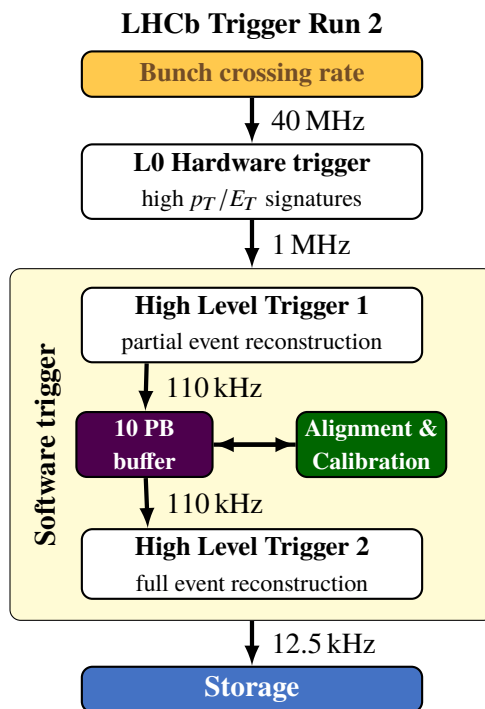 LHCb Trigger Run 2
Bunch crossing rate
40 MHz
L0 Hardware trigger
high p_T/E_T signatures
1 MHz
Software trigger
High Level Trigger 1
partial event reconstruction
110 kHz
10 PB
buffer
Alignment &
Calibration
110 kHz
High Level Trigger 2
full event reconstruction
12.5 kHz
Storage